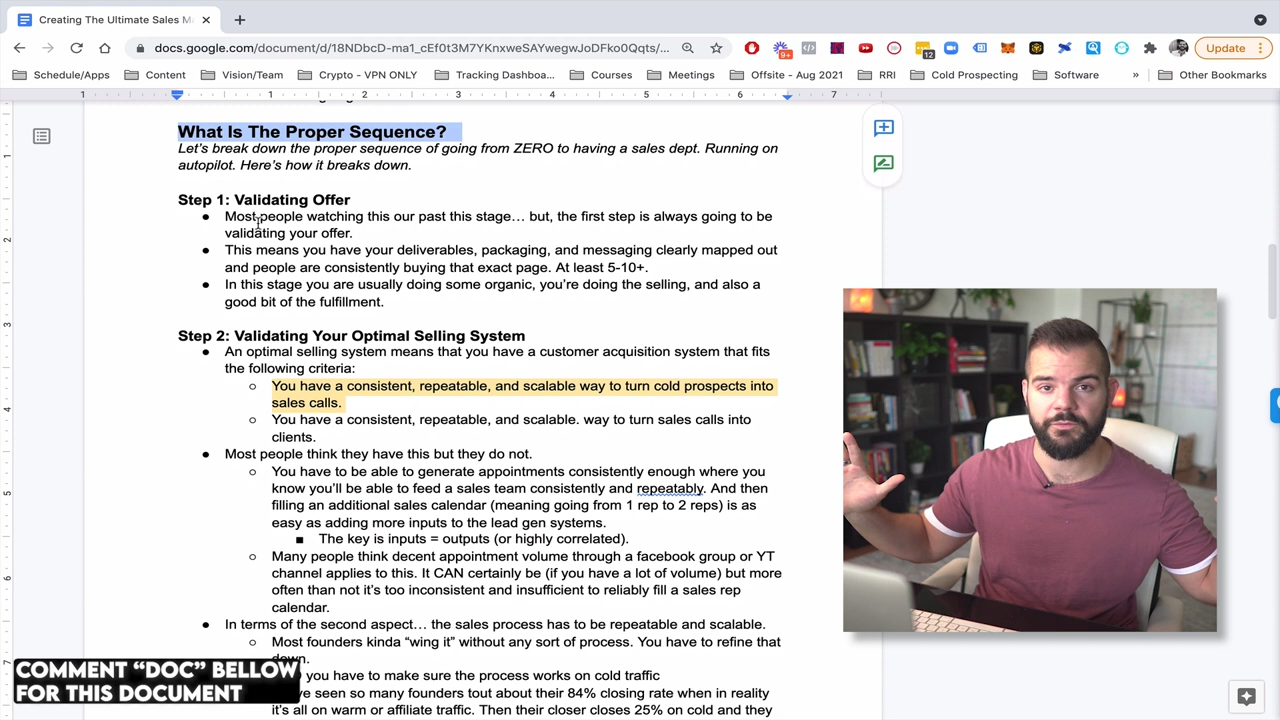 Creating The Ultimate Sales M
docs.google.com/document/d/18NDbcD-ma1_cEf0t3M7YKnxweSAYwegwJoDFko0Qqts/...
9+
12
Update
Schedule/Apps
Content
Vision/Team
Crypto - VPN ONLY
Tracking Dashboa...
Courses
Meetings
Offsite - Aug 2021
RRI
Cold Prospecting
Software
»
Other Bookmarks
1 1 2 3 4 5 6 7
What Is The Proper Sequence?
Let's break down the proper sequence of going from ZERO to having a sales dept. Running on
autopilot. Here's how it breaks down.
Step 1: Validating Offer
● Most people watching this our past this stage… but, the first step is always going to be
validating your offer.
● This means you have your deliverables, packaging, and messaging clearly mapped out
and people are consistently buying that exact page. At least 5-10+.
● In this stage you are usually doing some organic, you're doing the selling, and also a
good bit of the fulfillment.
Step 2: Validating Your Optimal Selling System
● An optimal selling system means that you have a customer acquisition system that fits
the following criteria:
○ You have a consistent, repeatable, and scalable way to turn cold prospects into
sales calls.
○ You have a consistent, repeatable, and scalable. way to turn sales calls into
clients.
● Most people think they have this but they do not.
○ You have to be able to generate appointments consistently enough where you
know you'll be able to feed a sales team consistently and repeatably. And then
filling an additional sales calendar (meaning going from 1 rep to 2 reps) is as
easy as adding more inputs to the lead gen systems.
■ The key is inputs = outputs (or highly correlated).
○ Many people think decent appointment volume through a facebook group or YT
channel applies to this. It CAN certainly be (if you have a lot of volume) but more
often than not it's too inconsistent and insufficient to reliably fill a sales rep
calendar.
● In terms of the second aspect… the sales process has to be repeatable and scalable.
○ Most founders kinda "wing it" without any sort of process. You have to refine that
down.
you have to make sure the process works on cold traffic
seen so many founders tout about their 84% closing rate when in reality
it's all on warm or affiliate traffic. Then their closer closes 25% on cold and they
1
2
3
4
5
6
7
COMMENT "DOC" BELLOW
FOR THIS DOCUMENT